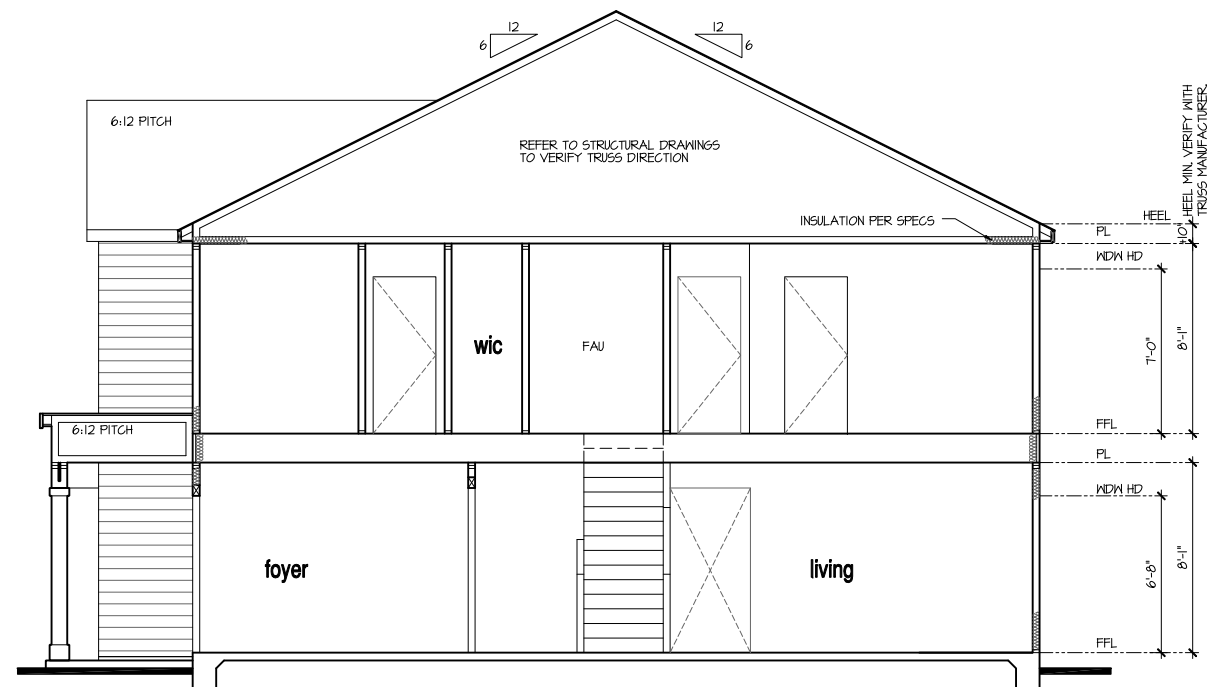 12
6
12
6
6:12 PITCH
REFER TO STRUCTURAL DRAWINGS
TO VERIFY TRUSS DIRECTION
INSULATION PER SPECS
HEEL
10" HEEL MIN. VERIFY WITH
TRUSS MANUFACTURER.
PL
WDW HD
wic
FAU
7'-0"
8'-1"
6:12 PITCH
FFL
PL
WDW HD
foyer
living
6'-8"
8'-1"
FFL